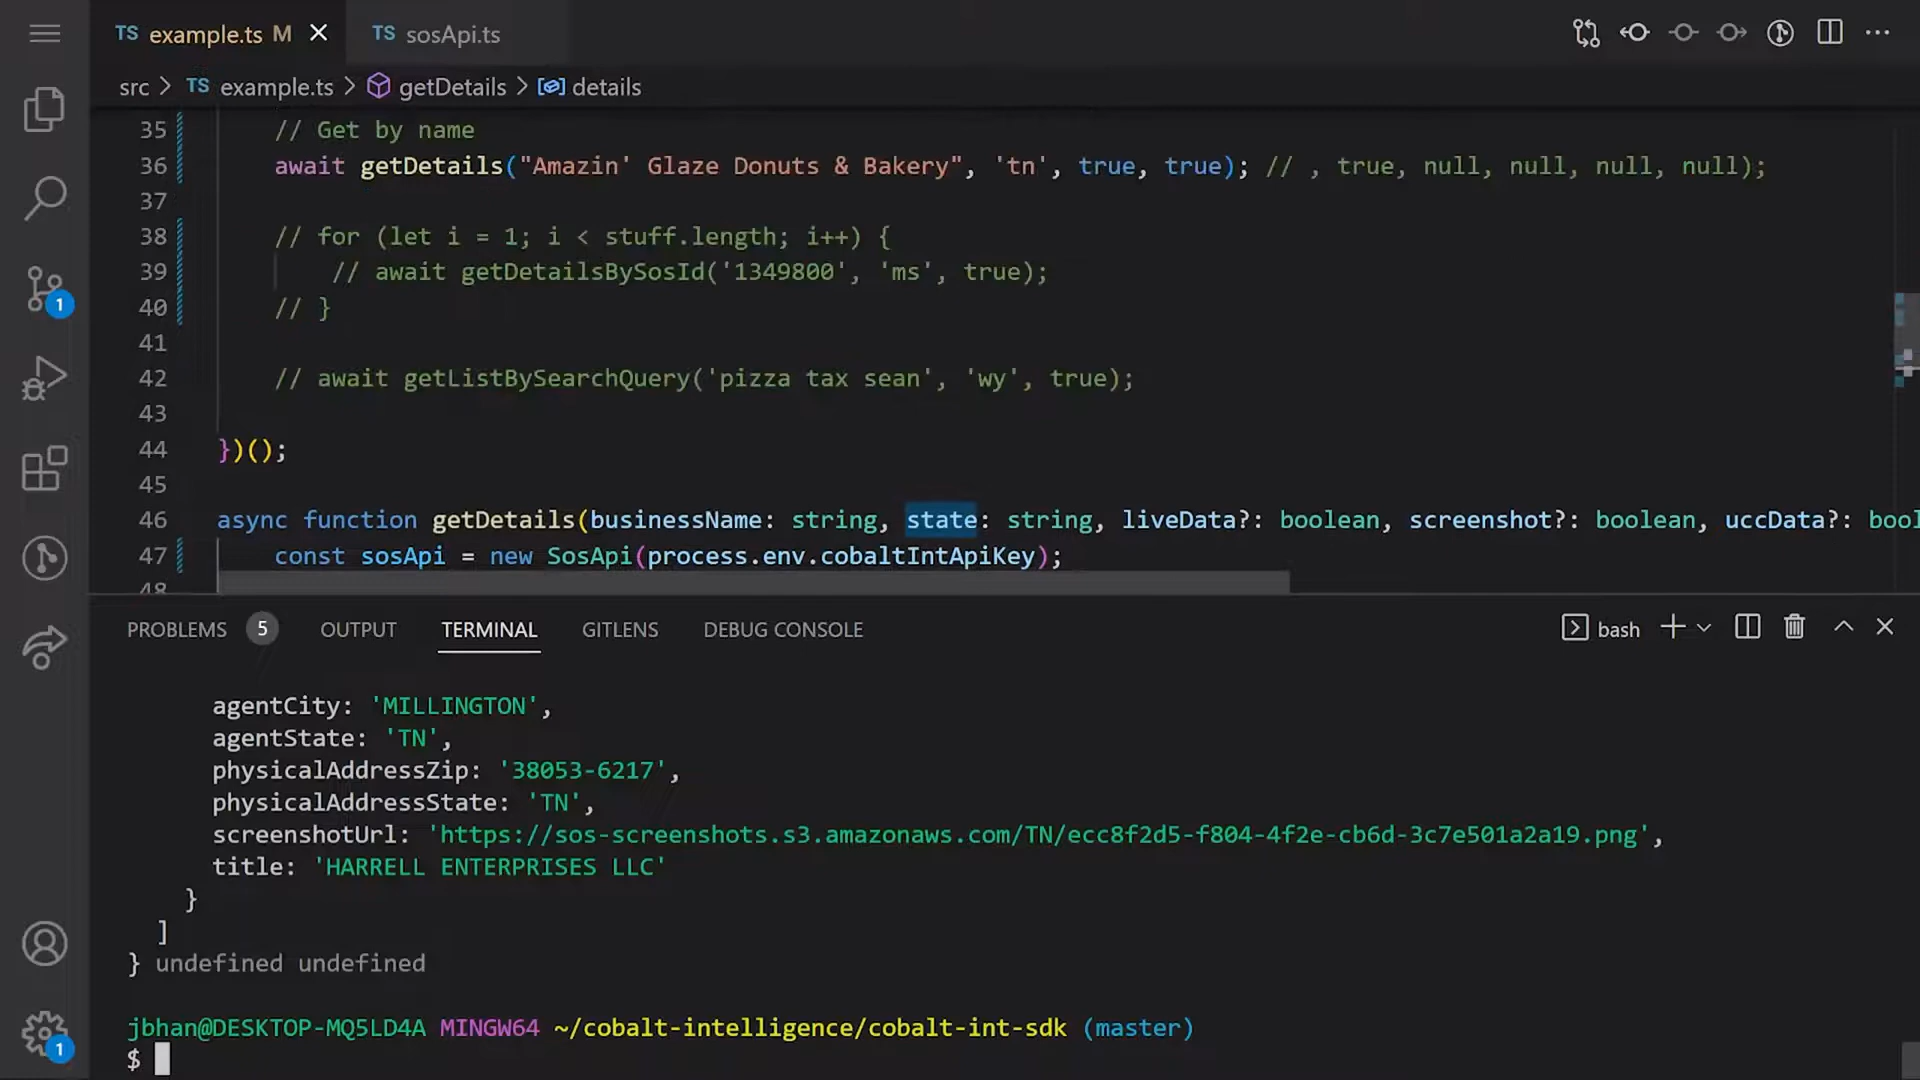 TS example.ts M
TS sosApi.ts
src > TS example.ts > getDetails > details
35 // Get by name
36 await getDetails("Amazin' Glaze Donuts & Bakery", 'tn', true, true); // , true, null, null, null, null);
37
38 // for (let i = 1; i < stuff.length; i++) {
39 // await getDetailsBySosId('1349800', 'ms', true);
40 // }
41
42 // await getListBySearchQuery('pizza tax sean', 'wy', true);
43
44 })();
45
46 async function getDetails(businessName: string, state: string, liveData?: boolean, screenshot?: boolean, uccData?: bool
47 const sosApi = new SosApi(process.env.cobaltIntApiKey);
48
1
PROBLEMS 5 OUTPUT TERMINAL GITLENS DEBUG CONSOLE
bash
agentCity: 'MILLINGTON',
agentState: 'TN',
physicalAddressZip: '38053-6217',
physicalAddressState: 'TN',
screenshotUrl: 'https://sos-screenshots.s3.amazonaws.com/TN/ecc8f2d5-f804-4f2e-cb6d-3c7e501a2a19.png',
title: 'HARRELL ENTERPRISES LLC'
}
]
} undefined undefined
jbhan@DESKTOP-MQ5LD4A MINGW64 ~/cobalt-intelligence/cobalt-int-sdk (master)
$
1